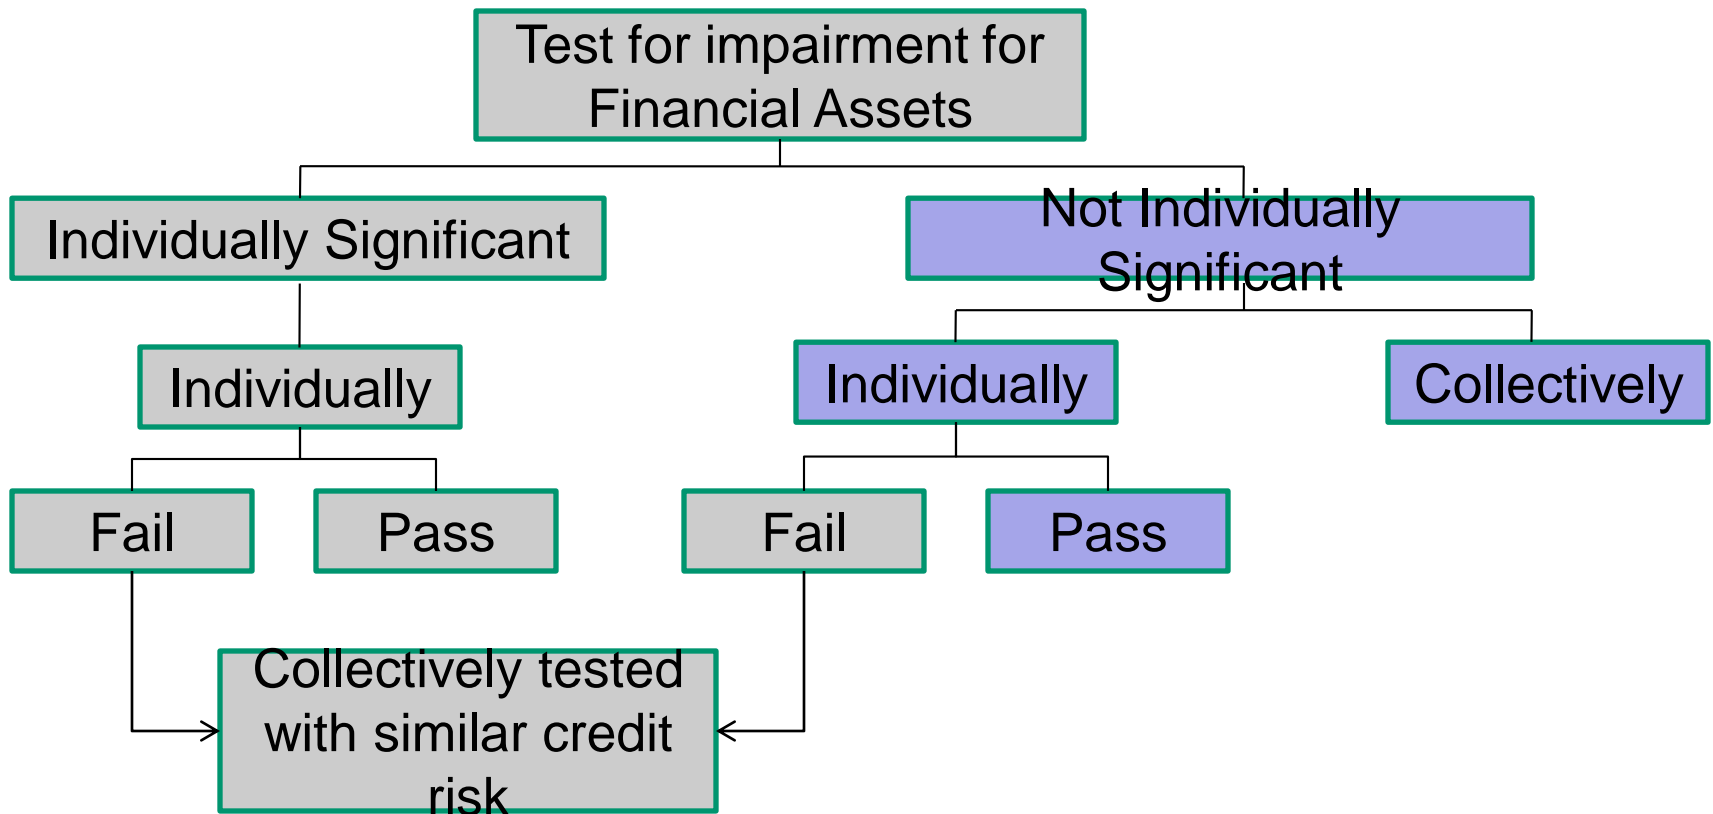 Test for impairment for
Financial Assets
Individually Significant
Not Individually
Significant
Individually
Individually
Collectively
Fail
Pass
Fail
Pass
Collectively tested
with similar credit
risk